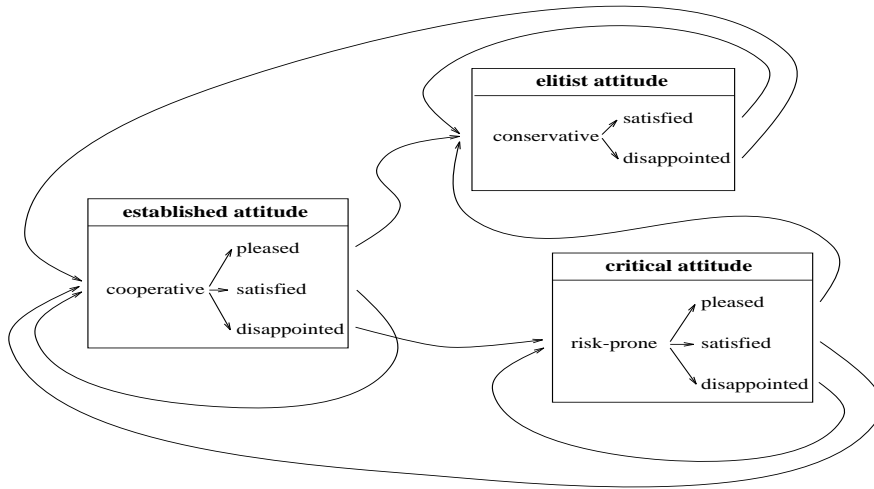 elitist attitude
conservative
satisfied
disappointed
established attitude
cooperative
pleased
satisfied
disappointed
critical attitude
risk-prone
pleased
satisfied
disappointed